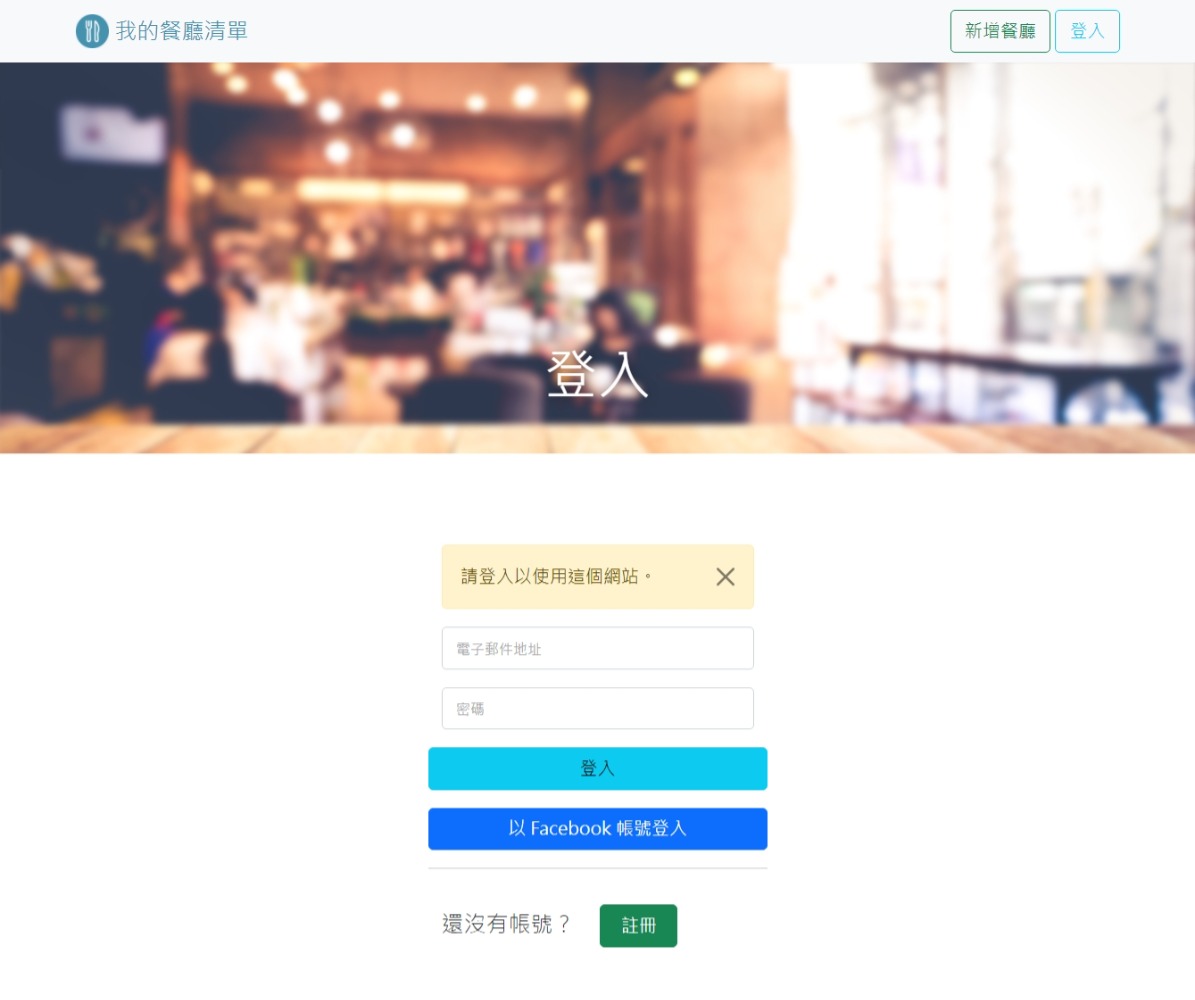 我的餐廳清單
新增餐廳
登入
登入
請登入以使用這個網站。
電子郵件地址
密碼
登入
以 Facebook 帳號登入
還沒有帳號？
註冊